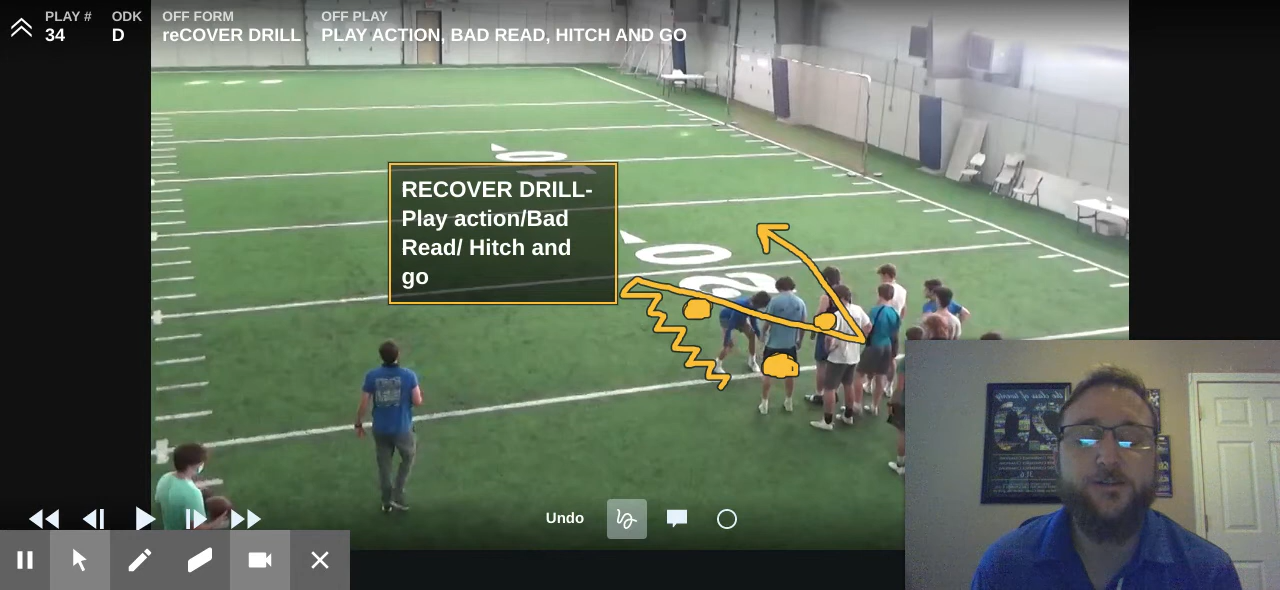 PLAY # ODK OFF FORM OFF PLAY
34 D reCOVER DRILL PLAY ACTION, BAD READ, HITCH AND GO
RECOVER DRILL-
Play action/Bad
Read/ Hitch and
go
Undo